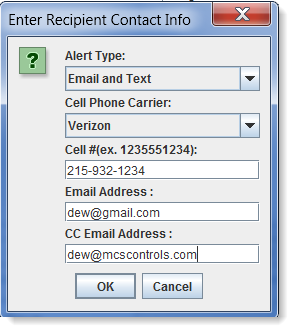 Enter Recipient Contact Info
Alert Type:
Email and Text
Cell Phone Carrier:
Verizon
Cell #(ex. 1235551234):
215-932-1234
Email Address :
dew@gmail.com
CC Email Address :
dew@mcscontrols.com
OK Cancel